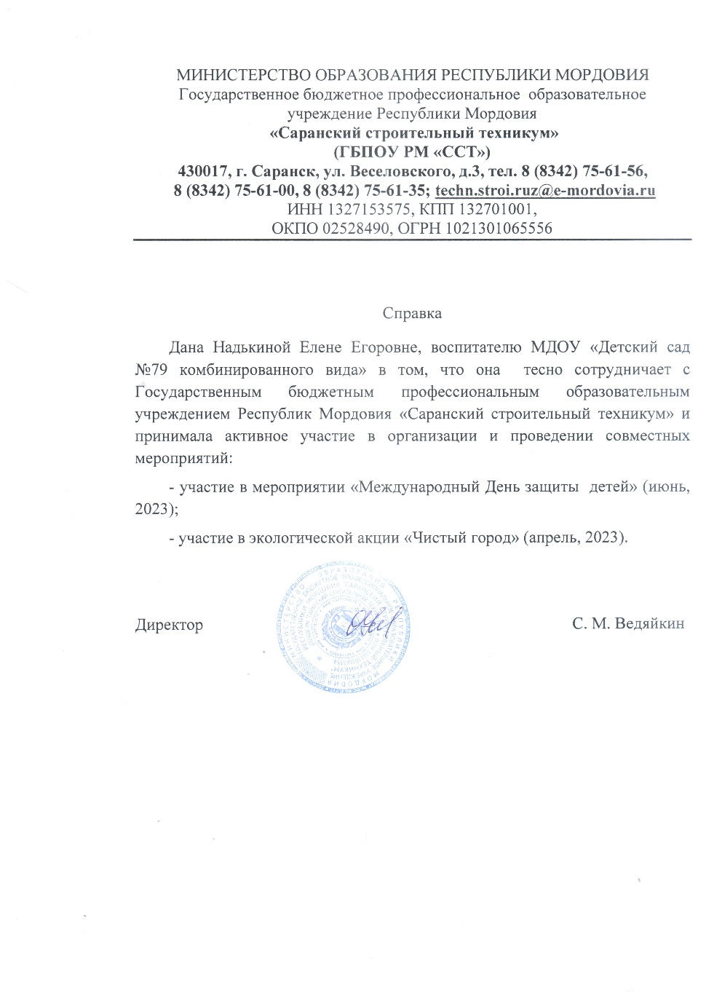 МИНИСТЕРСТВО ОБРАЗОВАНИЯ РЕСПУБЛИКИ МОРДОВИЯ
Государственное бюджетное профессиональное образовательное
учреждение Республики Мордовия
«Саранский строительный техникум»
(ГБПОУ РМ «ССТ»)
430017, г. Саранск, ул. Веселовского, д.3, тел. 8 (8342) 75-61-56,
8 (8342) 75-61-00, 8 (8342) 75-61-35; techn.stroi.ruz@e-mordovia.ru
ИНН 1327153575, КПП 132701001,
ОКПО 02528490, ОГРН 1021301065556
Справка
Дана Надькиной Елене Егоровне, воспитателю МДОУ «Детский сад
№79 комбинированного вида» в том, что она тесно сотрудничает с
Государственным бюджетным профессиональным образовательным
учреждением Республик Мордовия «Саранский строительный техникум» и
принимала активное участие в организации и проведении совместных
мероприятий:
- участие в мероприятии «Международный День защиты детей» (июнь,
2023);
- участие в экологической акции «Чистый город» (апрель, 2023).
МИНИСТЕРСТВО ОБРАЗОВАНИЯ РЕСПУБЛИКИ МОРДОВИЯ
Директор
С. М. Ведяйкин